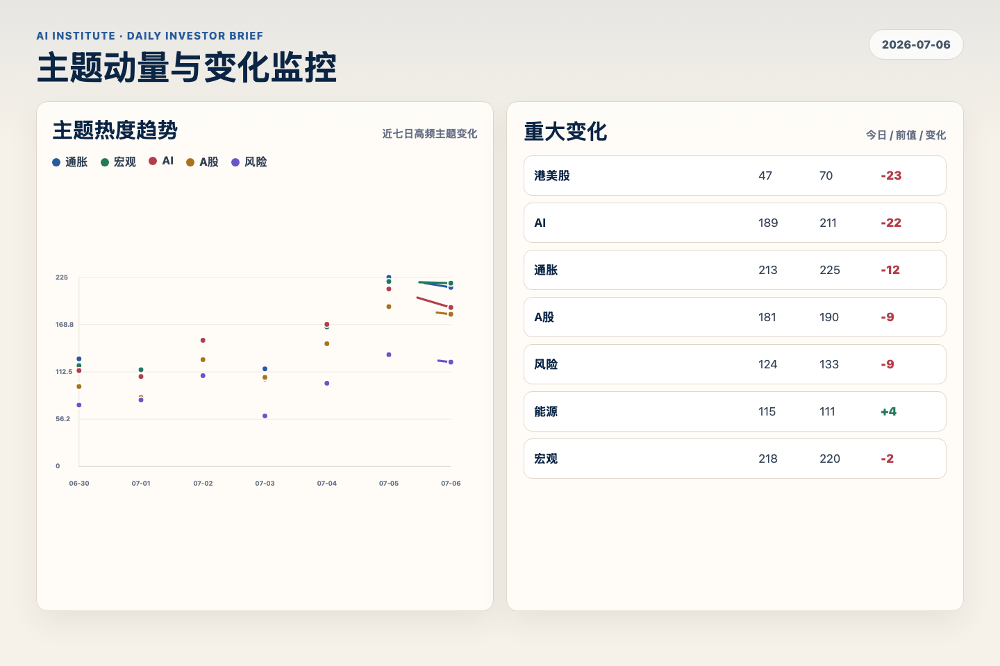 AI INSTITUTE · DAILY INVESTOR BRIEF
主题动量与变化监控
2026-07-06
主题热度趋势
近七日高频主题变化
通胀 宏观 AI A股 风险
225
168.8
112.5
56.2
0
06-30 07-01 07-02 07-03 07-04 07-05 07-06
重大变化
今日 / 前值 / 变化
港美股 47 70 -23
AI 189 211 -22
通胀 213 225 -12
A股 181 190 -9
风险 124 133 -9
能源 115 111 +4
宏观 218 220 -2